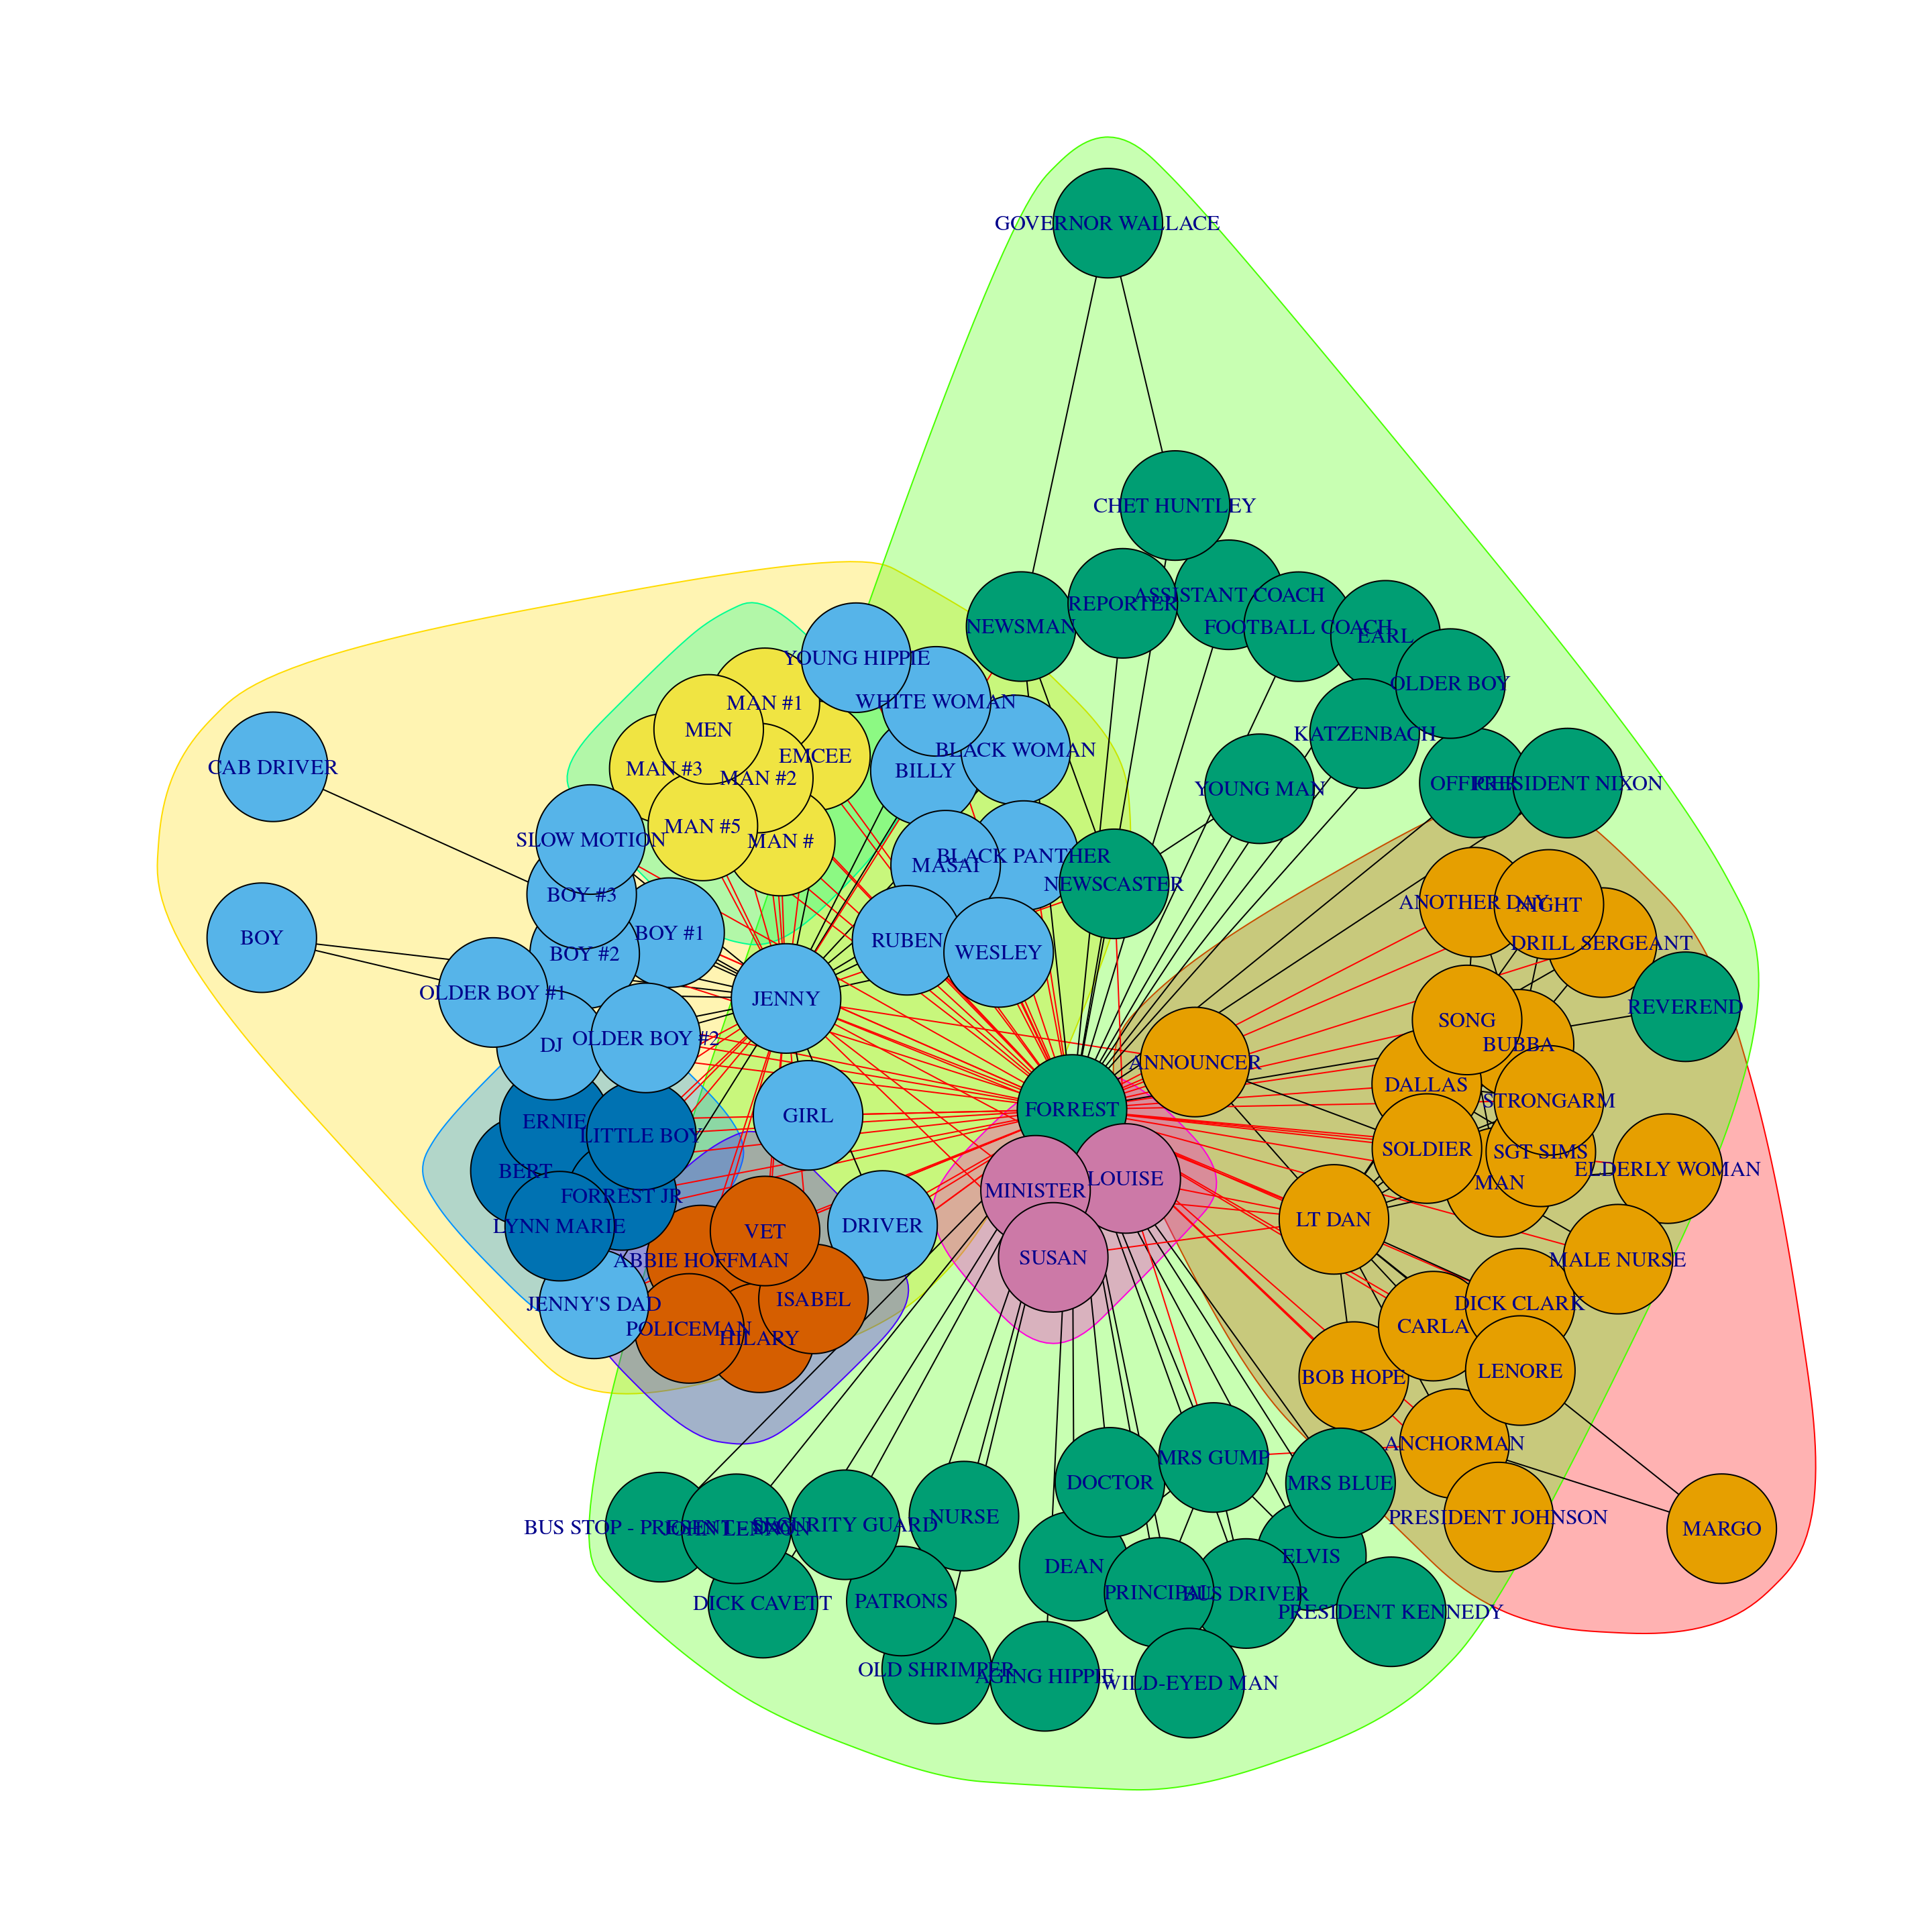 GOVERNOR WALLACE
CHET HUNTLEY
ASSISTANT COACH
REPORTER
NEWSMAN
FOOTBALL COACH
EARL
YOUNG HIPPIE
OLDER BOY
MAN #1
WHITE WOMAN
MEN
KATZENBACH
BLACK WOMAN
EMCEE
CAB DRIVER
MAN #3
MAN #2
BILLY
OFFICER
PRESIDENT NIXON
YOUNG MAN
MAN #5
SLOW MOTION
MAN #
BLACK PANTHER
MASAI
NEWSCASTER
BOY #3
ANOTHER DAY
NIGHT
BOY #1
BOY
RUBEN
DRILL SERGEANT
BOY #2
WESLEY
OLDER BOY #1
JENNY
REVEREND
SONG
OLDER BOY #2
DJ
BUBBA
ANNOUNCER
DALLAS
STRONGARM
FORREST
GIRL
ERNIE
LITTLE BOY
SOLDIER
SGT SIMS
BERT
ELDERLY WOMAN
LOUISE
MAN
MINISTER
FORREST JR
LYNN MARIE
LT DAN
DRIVER
VET
SUSAN
ABBIE HOFFMAN
MALE NURSE
ISABEL
JENNY'S DAD
DICK CLARK
POLICEMAN
CARLA
HILARY
LENORE
BOB HOPE
ANCHORMAN
MRS GUMP
DOCTOR
MRS BLUE
NURSE
PRESIDENT JOHNSON
SECURITY GUARD
BUS STOP - PRESENT
JOHN LENNON
MARGO
ELVIS
DEAN
PRINCIPAL
BUS DRIVER
PATRONS
DICK CAVETT
PRESIDENT KENNEDY
OLD SHRIMPER
AGING HIPPIE
WILD-EYED MAN